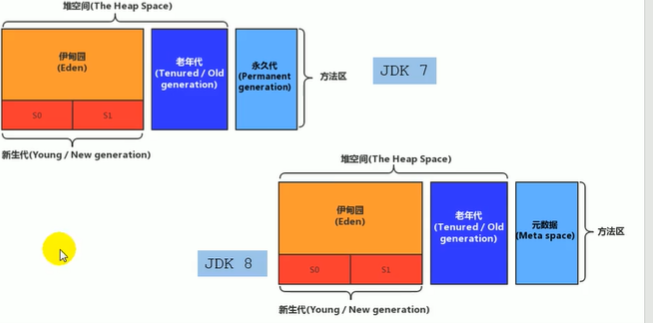 堆空间(The Heap Space)
伊甸园
(Eden)
老年代
(Tenured / Old
generation)
永久代
(Permanent
generation)
方法区
JDK 7
S0
S1
新生代(Young / New generation)
堆空间(The Heap Space)
伊甸园
(Eden)
老年代
(Tenured / Old
generation)
元数据
(Meta space)
方法区
JDK 8
S0
S1
新生代(Young / New generation)